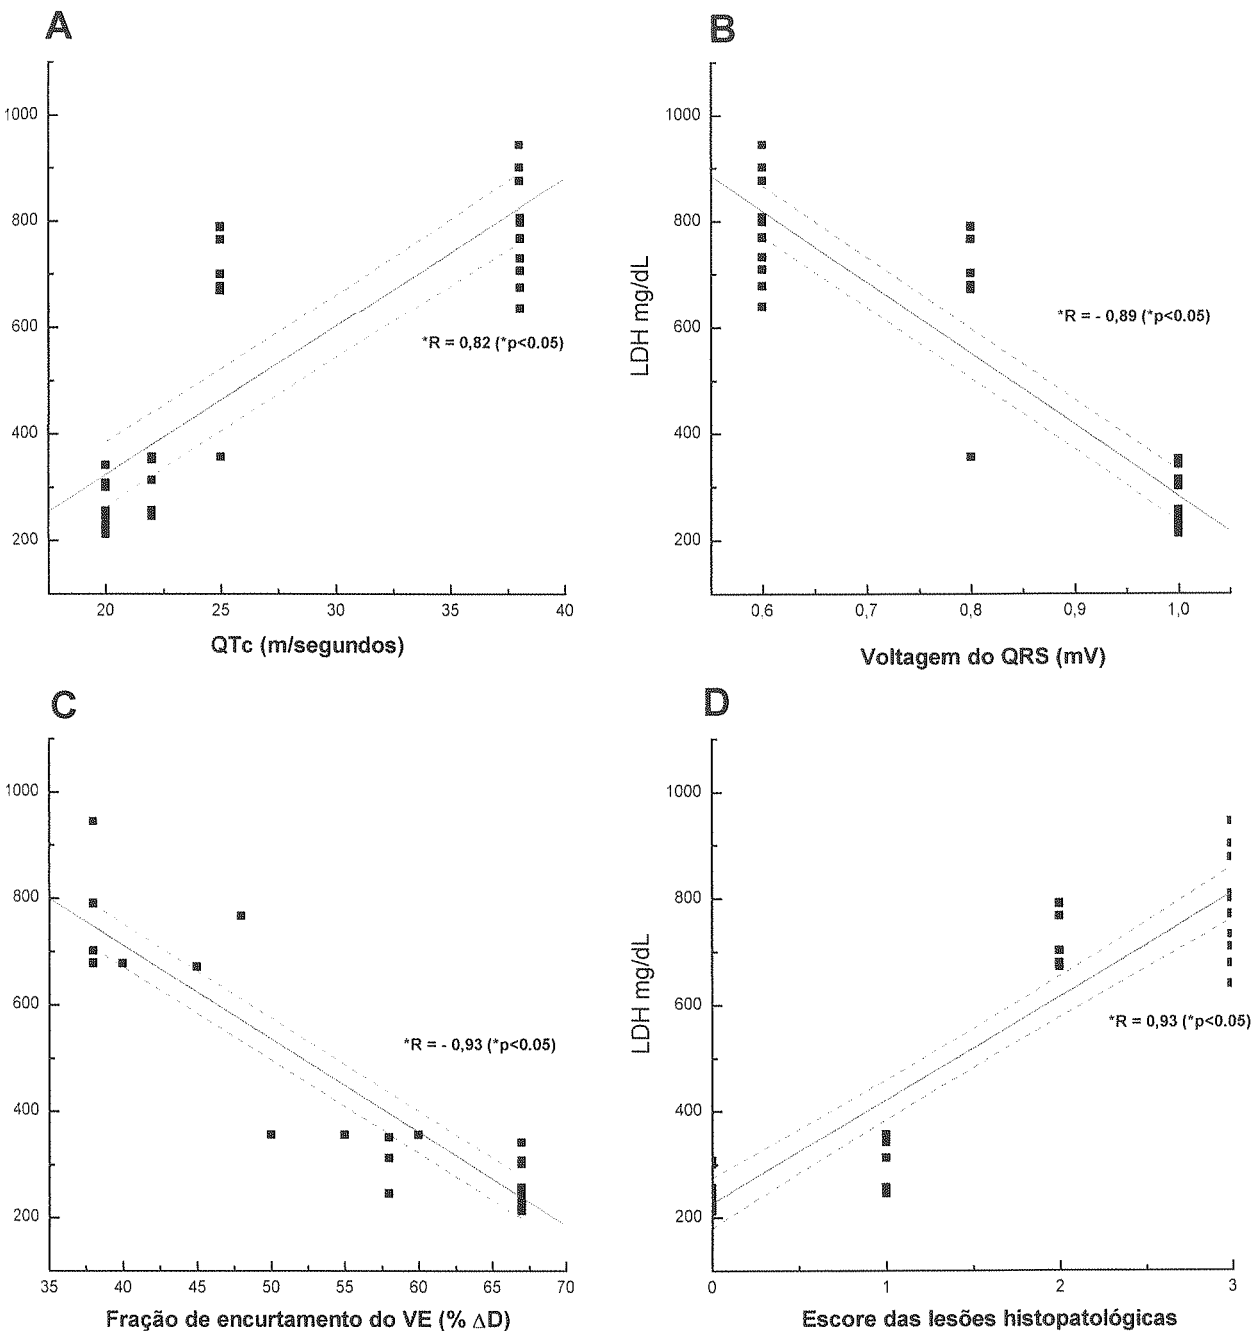 A
1000
800
600
400
200
*R = 0,82 (*p<0.05)
20 25 30 35 40
QTc (m/segundos)
B
LDH mg/dL
1000
800
600
400
200
*R = - 0,89 (*p<0.05)
0,6 0,7 0,8 0,9 1,0
Voltagem do QRS (mV)
C
1000
800
600
400
200
*R = - 0,93 (*p<0.05)
35 40 45 50 55 60 65 70
Fração de encurtamento do VE (% ΔD)
D
LDH mg/dL
1000
800
600
400
200
*R = 0,93 (*p<0.05)
0 1 2 3
Escore das lesões histopatológicas